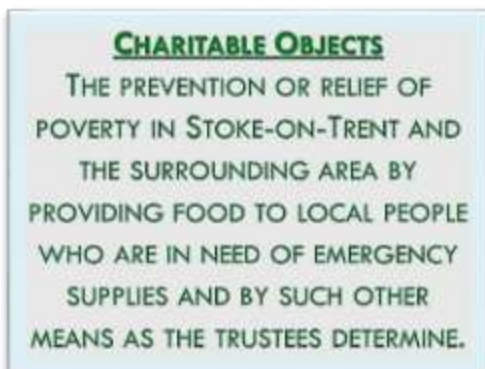 CHARITABLE OBJECTS
THE PREVENTION OR RELIEF OF
POVERTY IN STOKE-ON-TRENT AND
THE SURROUNDING AREA BY
PROVIDING FOOD TO LOCAL PEOPLE
WHO ARE IN NEED OF EMERGENCY
SUPPLIES AND BY SUCH OTHER
MEANS AS THE TRUSTEES DETERMINE.